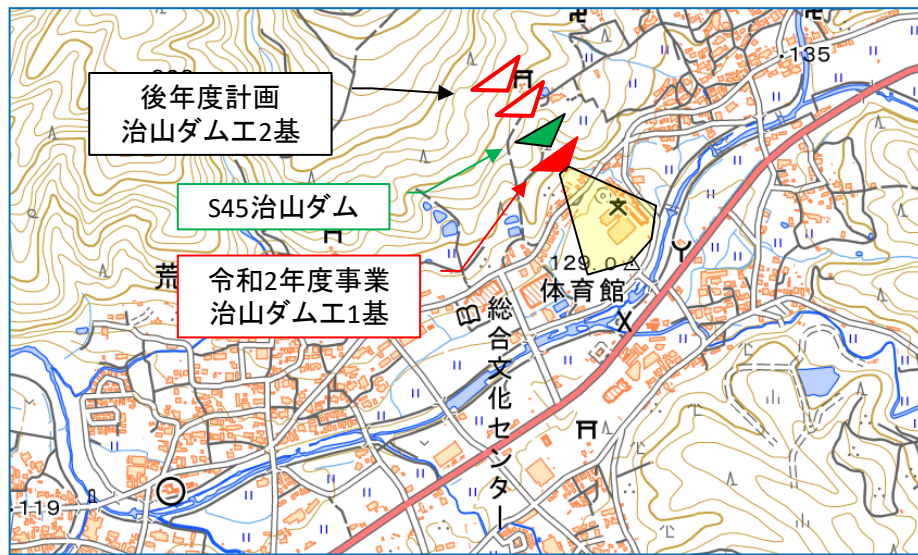 後年度計画
治山ダム工2基
S45治山ダム
令和2年度事業
治山ダム工1基
・135
荒
129.0
体育館
総合文化センター
・119